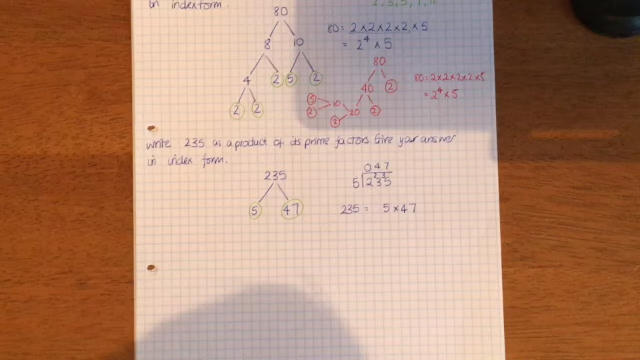 in index form.
80
80 = 2 × 2 × 2 × 2 × 5
= 2⁴ × 5
8 10
4 2 5 2
2 2
80
40 2
5 10 20 2
2 2
80 = 2×2×2×2×5
= 2⁴ × 5
Write 235 as a product of its prime factors Give your answer
in index form.
235
5 47
047
5 2²3³5
235 = 5 × 47